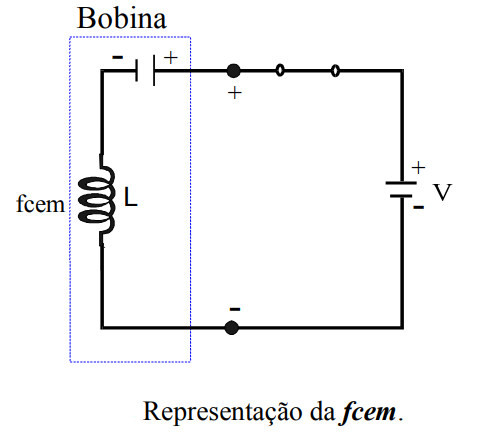 Bobina
- +
+
+
fcem L
V
-
-
Representação da fcem.